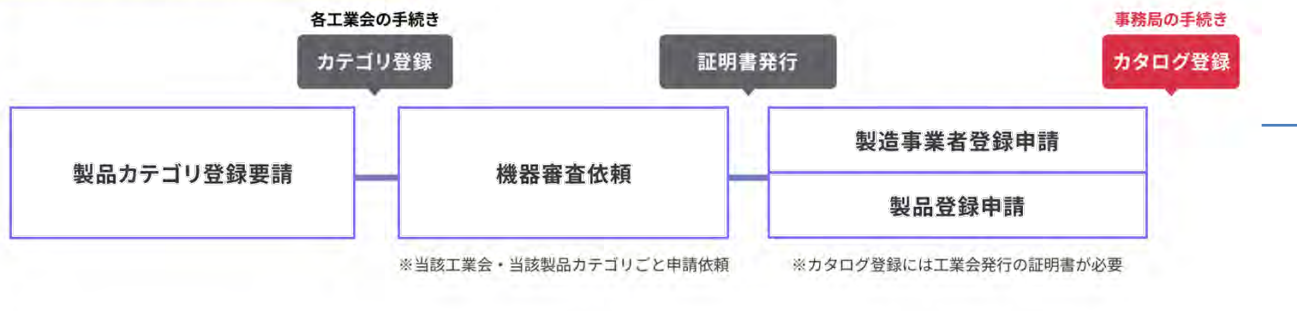 各工業会の手続き
カテゴリ登録
証明書発行
事務局の手続き
カタログ登録
製品カテゴリ登録要請
機器審査依頼
製造事業者登録申請
製品登録申請
※当該工業会・当該製品カテゴリごと申請依頼
※カタログ登録には工業会発行の証明書が必要